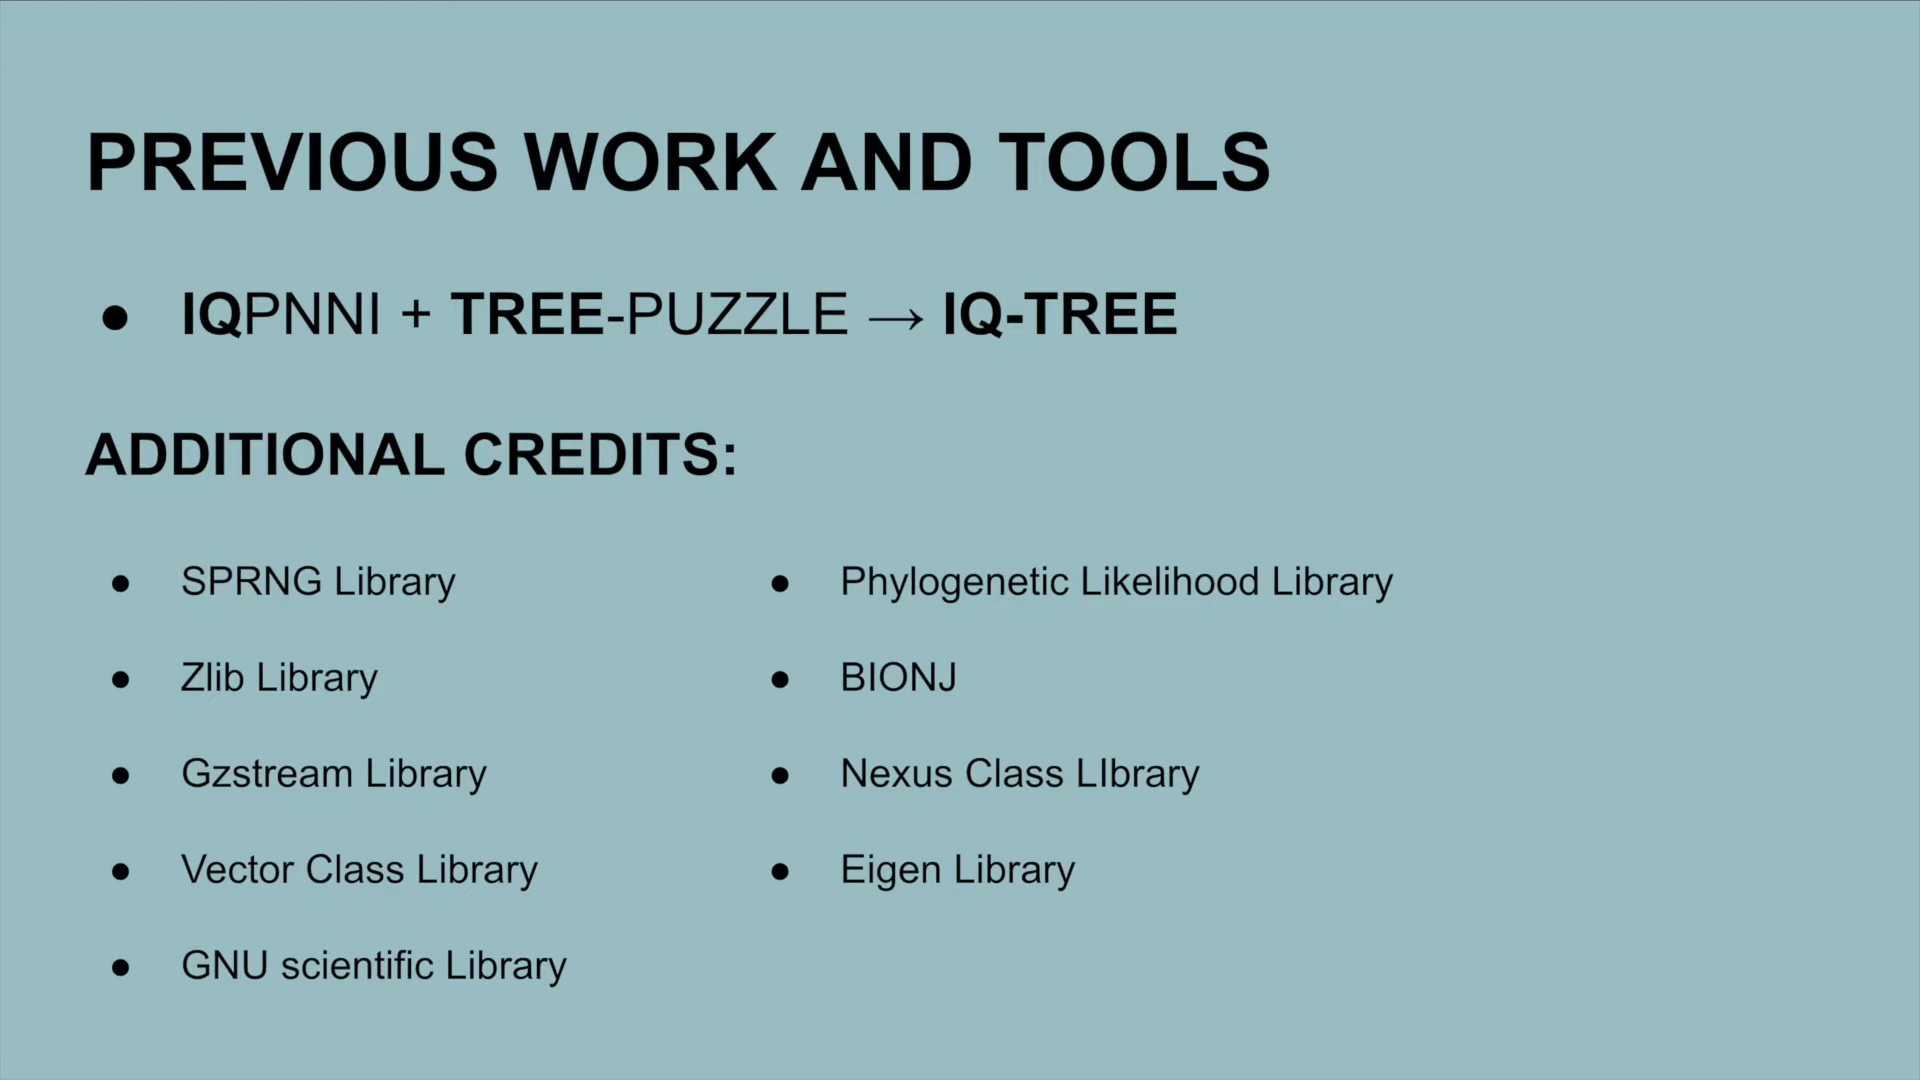 PREVIOUS WORK AND TOOLS
● IQPNNI + TREE-PUZZLE → IQ-TREE
ADDITIONAL CREDITS:
● SPRNG Library
● Zlib Library
● Gzstream Library
● Vector Class Library
● GNU scientific Library
● Phylogenetic Likelihood Library
● BIONJ
● Nexus Class LIbrary
● Eigen Library